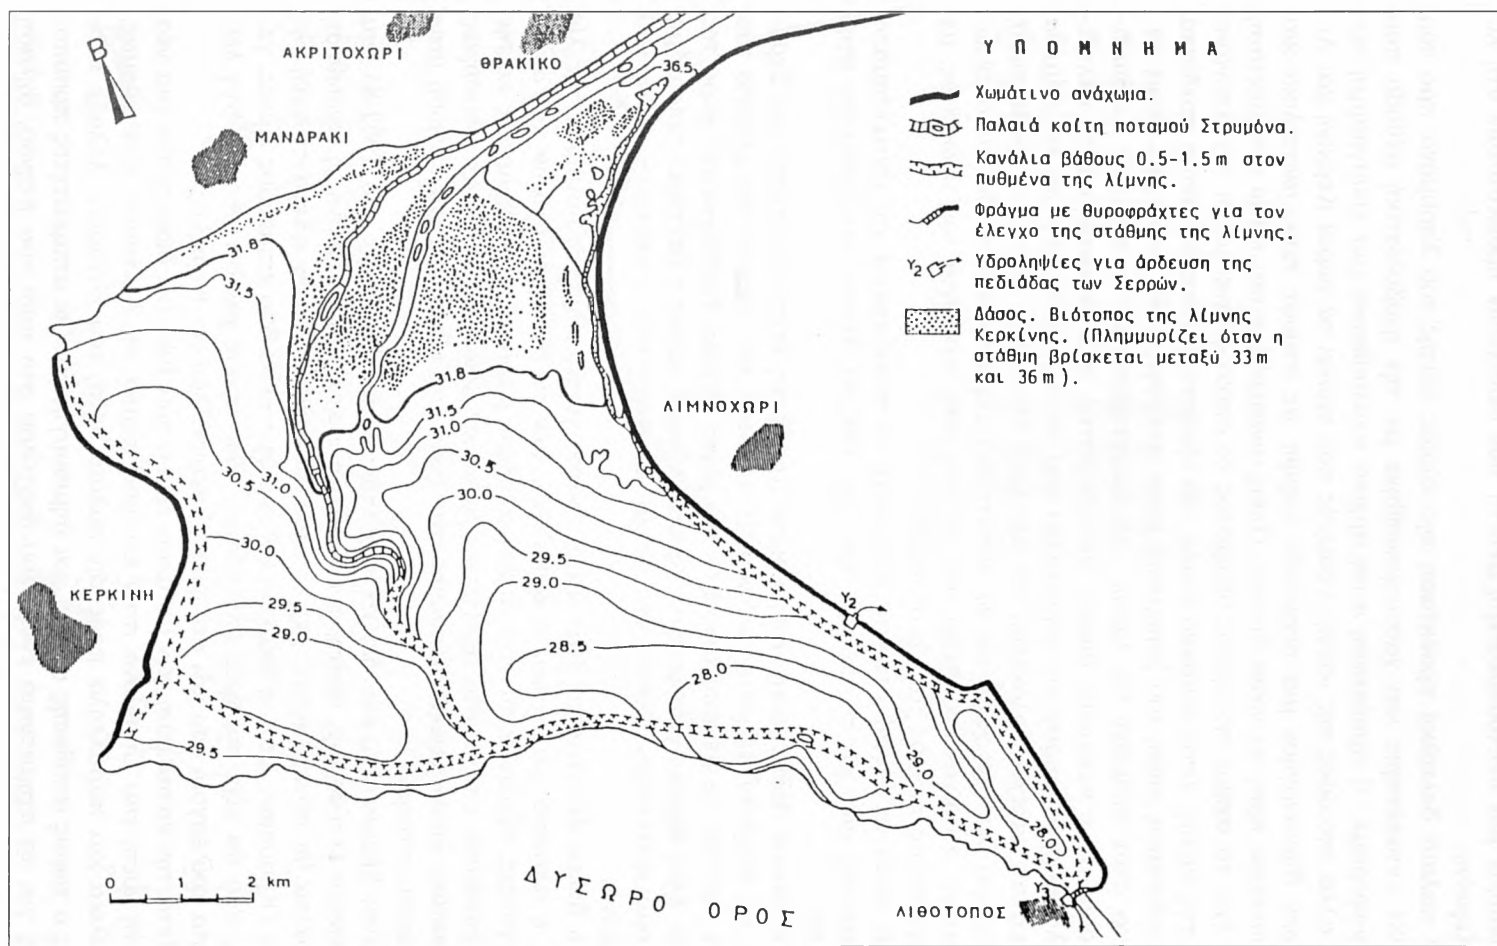 ΑΚΡΙΤΟΧΩΡΙ
ΘΡΑΚΙΚΟ
36.5
Β
ΜΑΝΔΡΑΚΙ
Υ Π Ο Μ Ν Η Μ Α
Χωμάτινο ανάχωμα.
Παλαιά κοίτη ποταμού Στρυμόνα.
Κανάλια βάθους 0.5-1.5m στον
πυθμένα της λίμνης.
Φράγμα με θυροφράχτες για τον
έλεγχο της στάθμης της λίμνης.
Υ2 Υδροληψίες για άρδευση της
πεδιάδας των Σερρών.
Δάσος. Βιότοπος της λίμνης
Κερκίνης. (Πλημμυρίζει όταν η
στάθμη βρίσκεται μεταξύ 33m
και 36m).
31.8
31.5
31.8
31.5
31.0
30.5
30.0
ΛΙΜΝΟΧΩΡΙ
31.0
30.5
30.0
29.5
29.0
29.5
29.0
28.5
28.0
ΚΕΡΚΙΝΗ
Υ2
29.5
29.0
28.0
0 1 2 km
ΔΥΣΩΡΟ ΟΡΟΣ
ΛΙΘΟΤΟΠΟΣ
Υ3